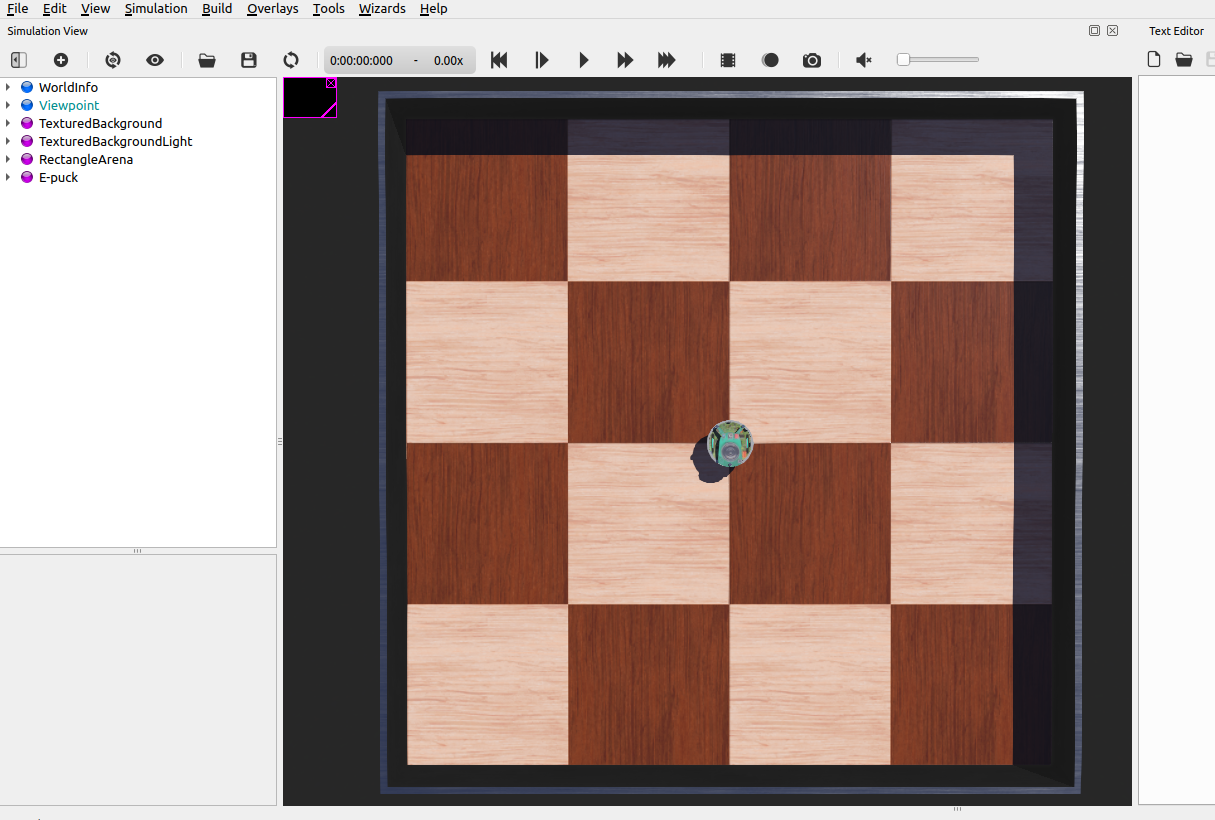 File Edit View Simulation Build Overlays Tools Wizards Help
Simulation View
Text Editor
0:00:00:000 - 0.00x
WorldInfo
Viewpoint
TexturedBackground
TexturedBackgroundLight
RectangleArena
E-puck